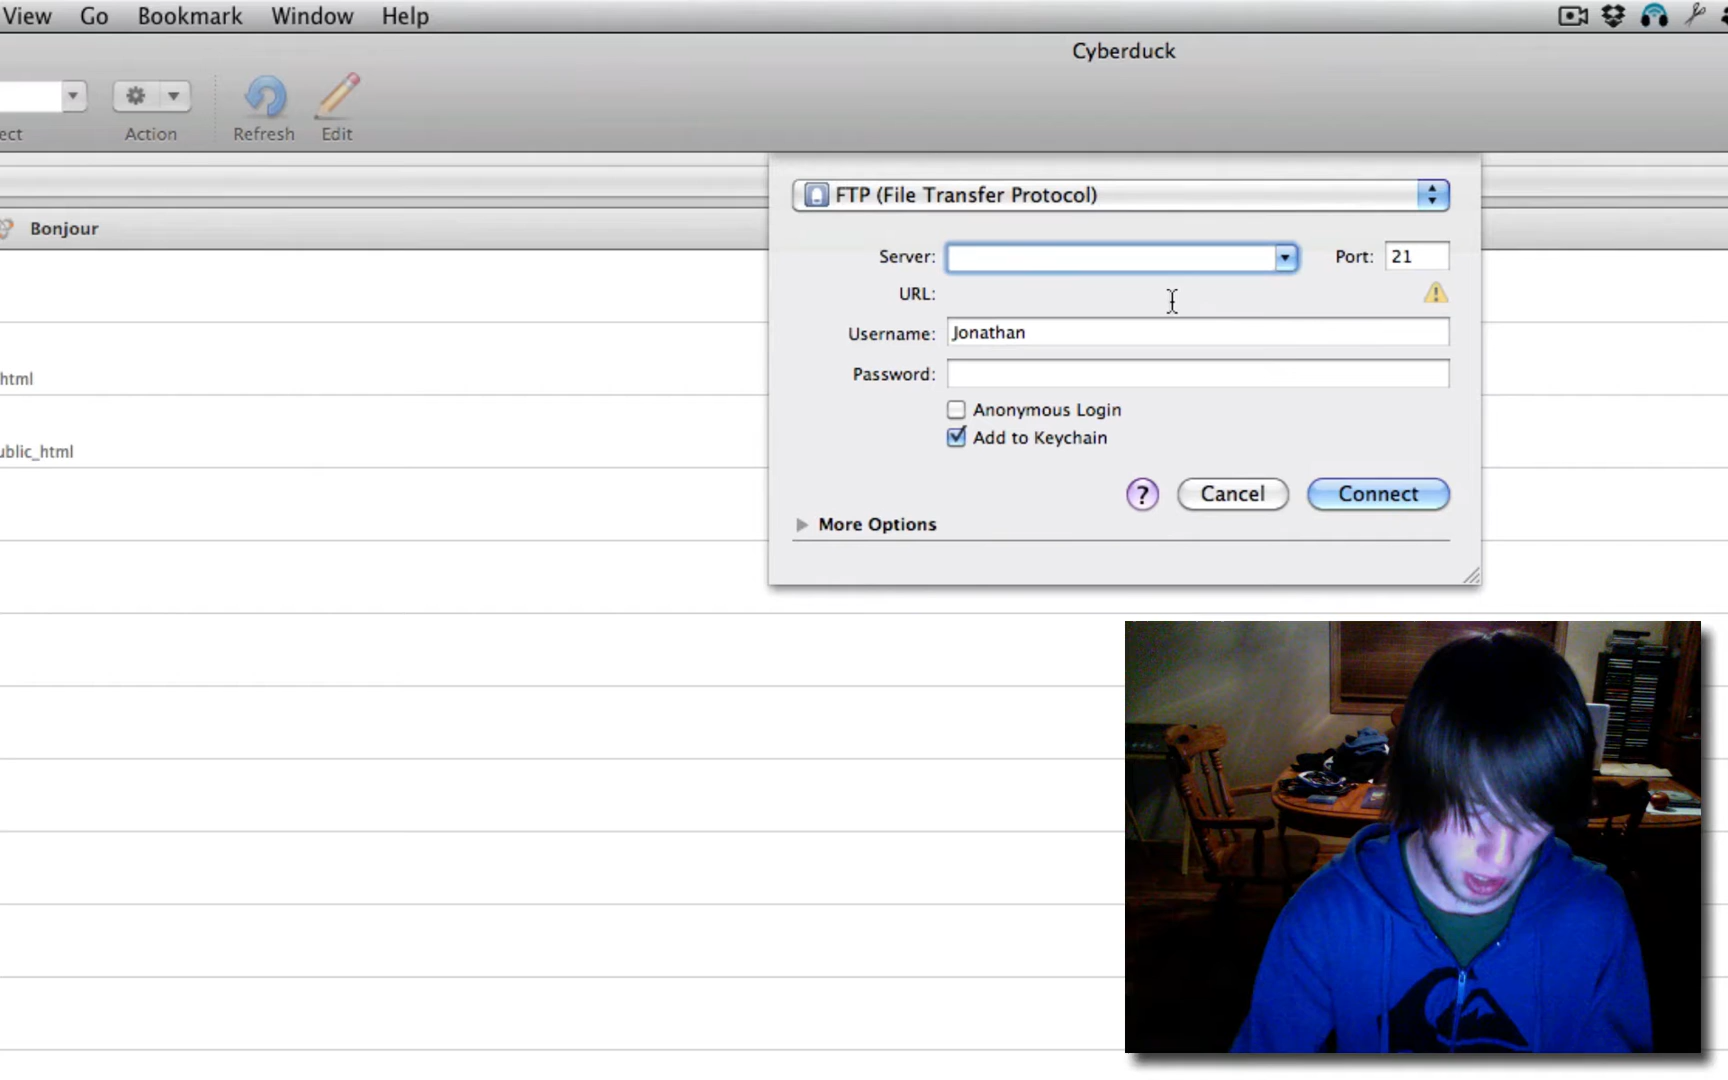 View Go Bookmark Window Help
Cyberduck
ect Action Refresh Edit
FTP (File Transfer Protocol)
Bonjour
Server: Port: 21
URL:
Username: Jonathan
html
Password:
Anonymous Login
Add to Keychain
ublic_html
? Cancel Connect
More Options